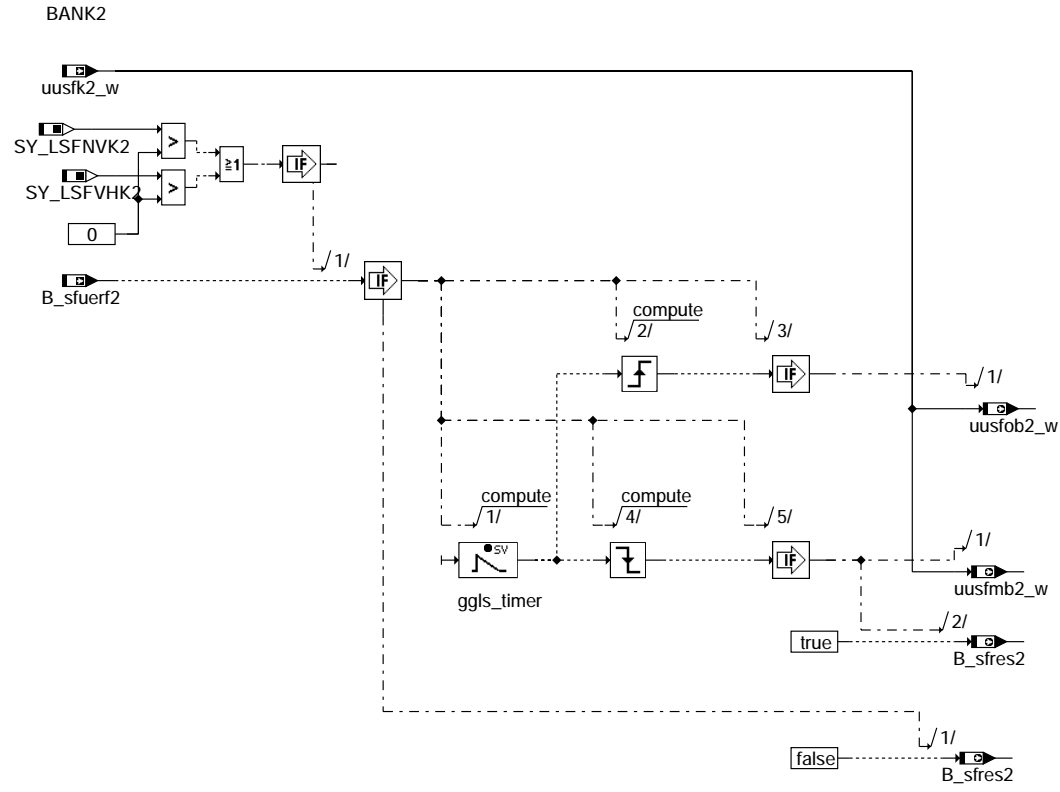 BANK2
uusfk2_w
SY_LSFNVK2
>
≥1
IF
SY_LSFVHK2
>
0
/1/
B_sfuerf2
IF
compute
/2/
/3/
IF
/1/
uusfob2_w
compute
/1/
compute
/4/
/5/
/1/
SV
IF
uusfmb2_w
ggls_timer
/2/
true
B_sfres2
/1/
false
B_sfres2